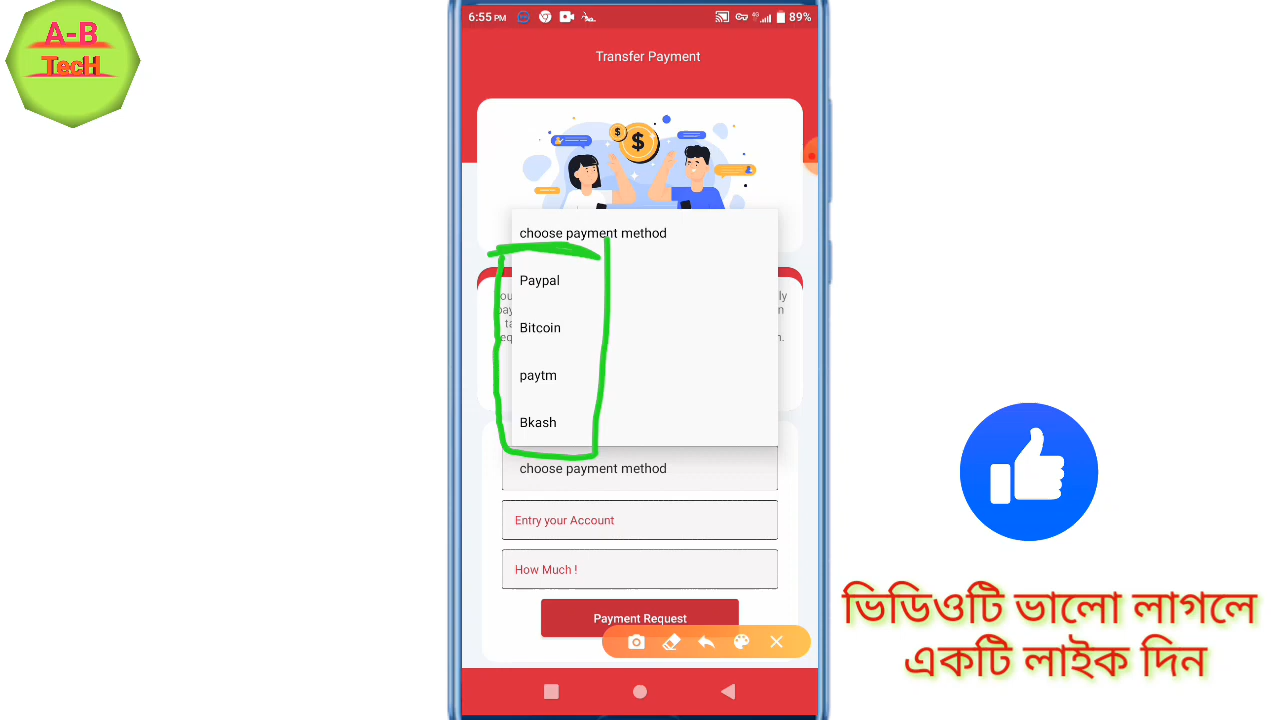 A-B
TecH
6:55 PM
4G
89%
Transfer Payment
choose payment method
Paypal
Bitcoin
paytm
Bkash
choose payment method
Entry your Account
How Much !
Payment Request
ভিডিওটি ভালো লাগলে
একটি লাইক দিন